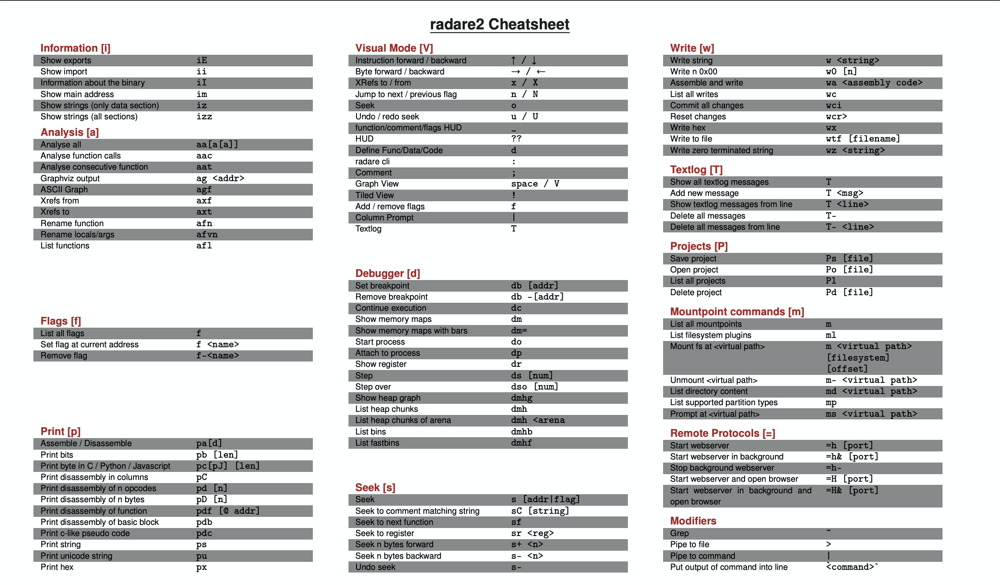 radare2 Cheatsheet
Information [i]
Show exports iE
Show import ii
Information about the binary iI
Show main address im
Show strings (only data section) iz
Show strings (all sections) izz
Analysis [a]
Analyse all aa[a[a]]
Analyse function calls aac
Analyse consecutive function aat
Graphviz output ag <addr>
ASCII Graph agf
Xrefs from axf
Xrefs to axt
Rename function afn
Rename locals/args afvn
List functions afl
Flags [f]
List all flags f
Set flag at current address f <name>
Remove flag f-<name>
Print [p]
Assemble / Disassemble pa[d]
Print bits pb [len]
Print byte in C / Python / Javascript pc[pJ] [len]
Print disassembly in columns pC
Print disassembly of n opcodes pd [n]
Print disassembly of n bytes pD [n]
Print disassembly of function pdf [@ addr]
Print disassembly of basic block pdb
Print c-like pseudo code pdc
Print string ps
Print unicode string pu
Print hex px
Visual Mode [V]
Instruction forward / backward ↑ / ↓
Byte forward / backward → / ←
XRefs to / from x / X
Jump to next / previous flag n / N
Seek o
Undo / redo seek u / U
function/comment/flags HUD _
HUD ??
Define Func/Data/Code d
radare cli :
Comment ;
Graph View space / V
Tiled View !
Add / remove flags f
Column Prompt |
Textlog T
Debugger [d]
Set breakpoint db [addr]
Remove breakpoint db -[addr]
Continue execution dc
Show memory maps dm
Show memory maps with bars dm=
Start process do
Attach to process dp
Show register dr
Step ds [num]
Step over dso [num]
Show heap graph dmhg
List heap chunks dmh
List heap chunks of arena dmh <arena
List bins dmhb
List fastbins dmhf
Seek [s]
Seek s [addr|flag]
Seek to comment matching string sC [string]
Seek to next function sf
Seek to register sr <reg>
Seek n bytes forward s+ <n>
Seek n bytes backward s- <n>
Undo seek s-
Write [w]
Write string w <string>
Write n 0x00 w0 [n]
Assemble and write wa <assembly code>
List all writes wc
Commit all changes wci
Reset changes wcr>
Write hex wx
Write to file wtf [filename]
Write zero terminated string wz <string>
Textlog [T]
Show all textlog messages T
Add new message T <msg>
Show textlog messages from line T <line>
Delete all messages T-
Delete all messages from line T- <line>
Projects [P]
Save project Ps [file]
Open project Po [file]
List all projects Pl
Delete project Pd [file]
Mountpoint commands [m]
List all mountpoints m
List filesystem plugins ml
Mount fs at <virtual path> m <virtual path>
[filesystem]
[offset]
Unmount <virtual path> m- <virtual path>
List directory content md <virtual path>
List supported partition types mp
Prompt at <virtual path> ms <virtual path>
Remote Protocols [=]
Start webserver =h [port]
Start webserver in background =h& [port]
Stop background webserver =h-
Start webserver and open browser =H [port]
Start webserver in background and =H& [port]
open browser
Modifiers
Grep ~
Pipe to file >
Pipe to command |
Put output of command into line `<command>`